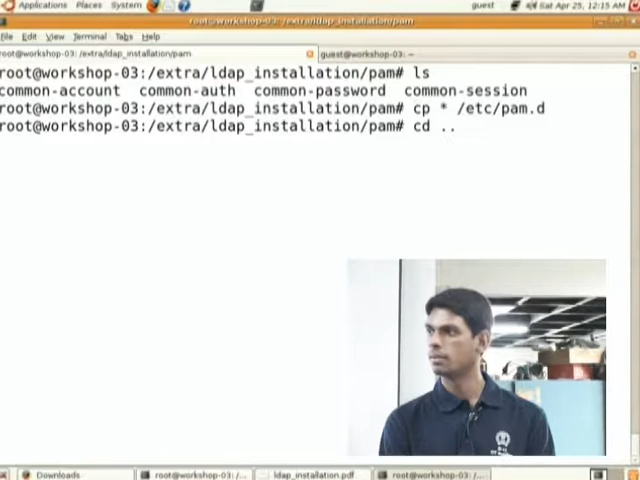 Applications Places System guest Sat Apr 25, 12:15 AM
root@workshop-03: /extra/ldap_installation/pam
File Edit View Terminal Tabs Help
root@workshop-03: /extra/ldap_installation/pam guest@workshop-03: ~
root@workshop-03:/extra/ldap_installation/pam# ls
common-account common-auth common-password common-session
root@workshop-03:/extra/ldap_installation/pam# cp * /etc/pam.d
root@workshop-03:/extra/ldap_installation/pam# cd ..
Downloads root@workshop-03: /... ldap_installation.pdf root@workshop-03: /...